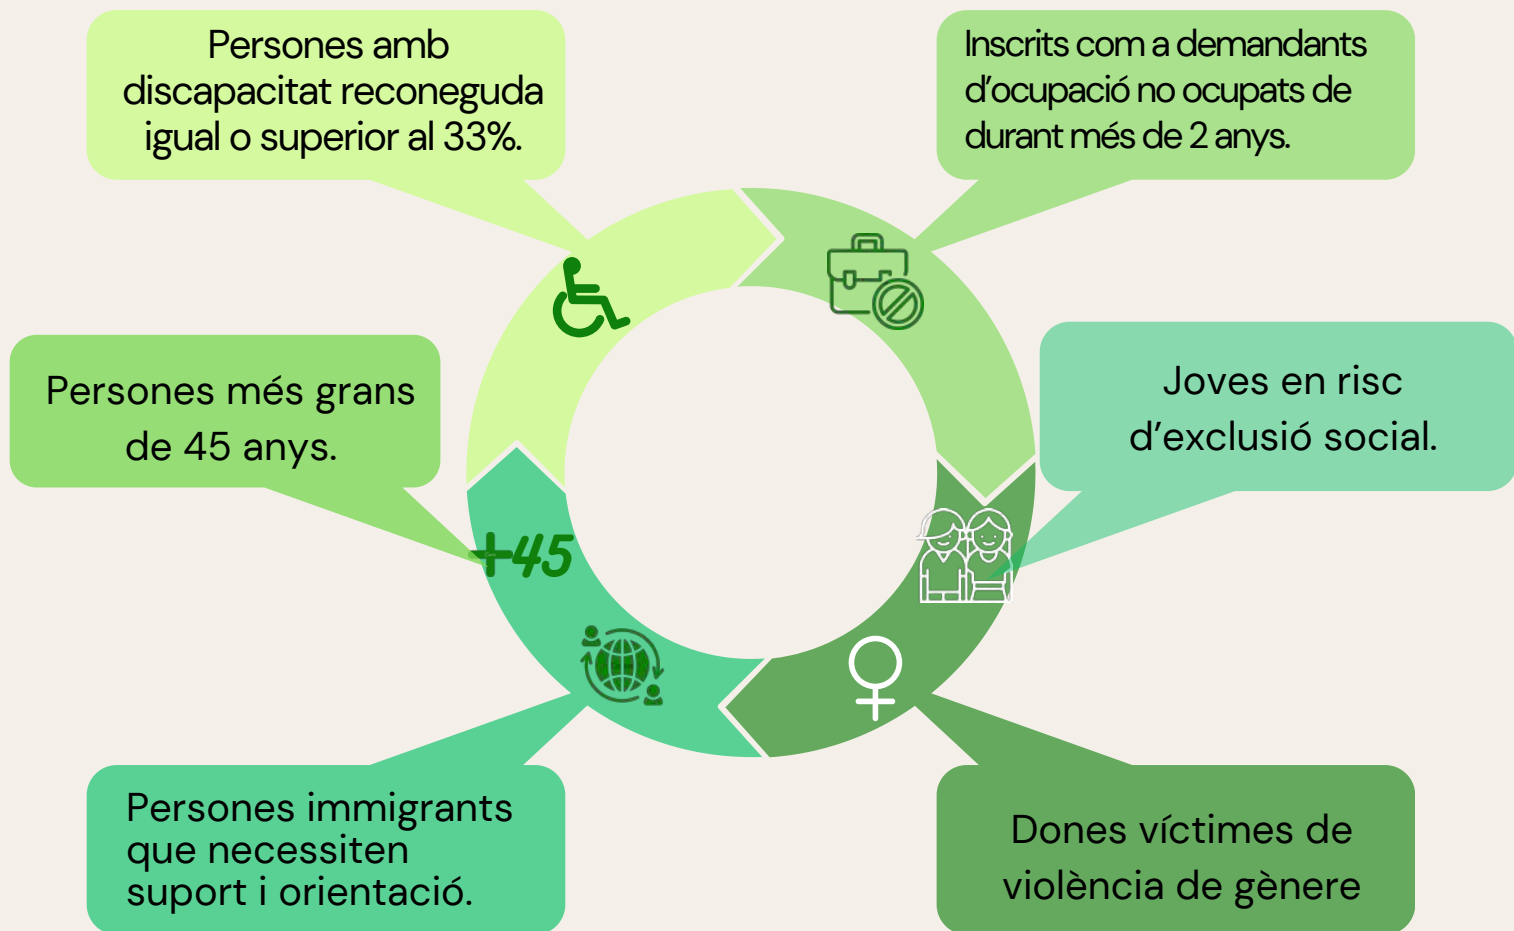 Persones amb
discapacitat reconeguda
igual o superior al 33%.
Inscrits com a demandants
d’ocupació no ocupats de
durant més de 2 anys.
Persones més grans
de 45 anys.
Joves en risc
d’exclusió social.
+45
Persones immigrants
que necessiten
suport i orientació.
Dones víctimes de
violència de gènere